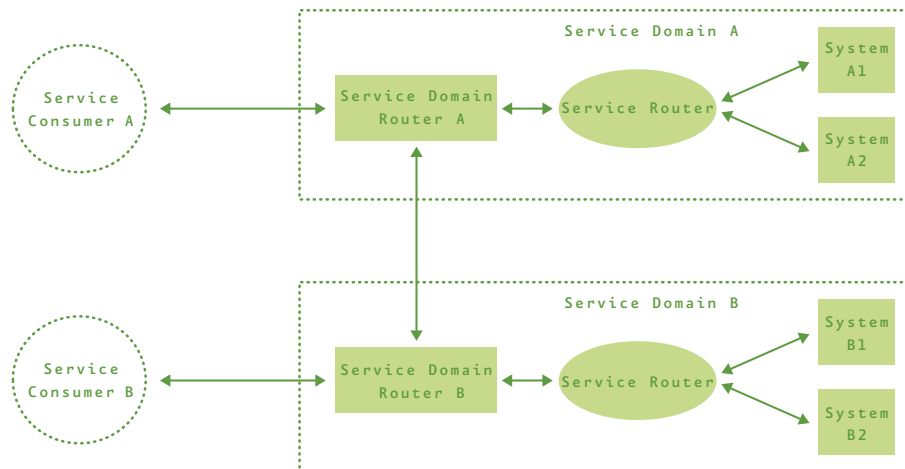 Service Domain A
Service
Consumer A
Service Domain
Router A
Service Router
System
A1
System
A2
Service Domain B
Service
Consumer B
Service Domain
Router B
Service Router
System
B1
System
B2